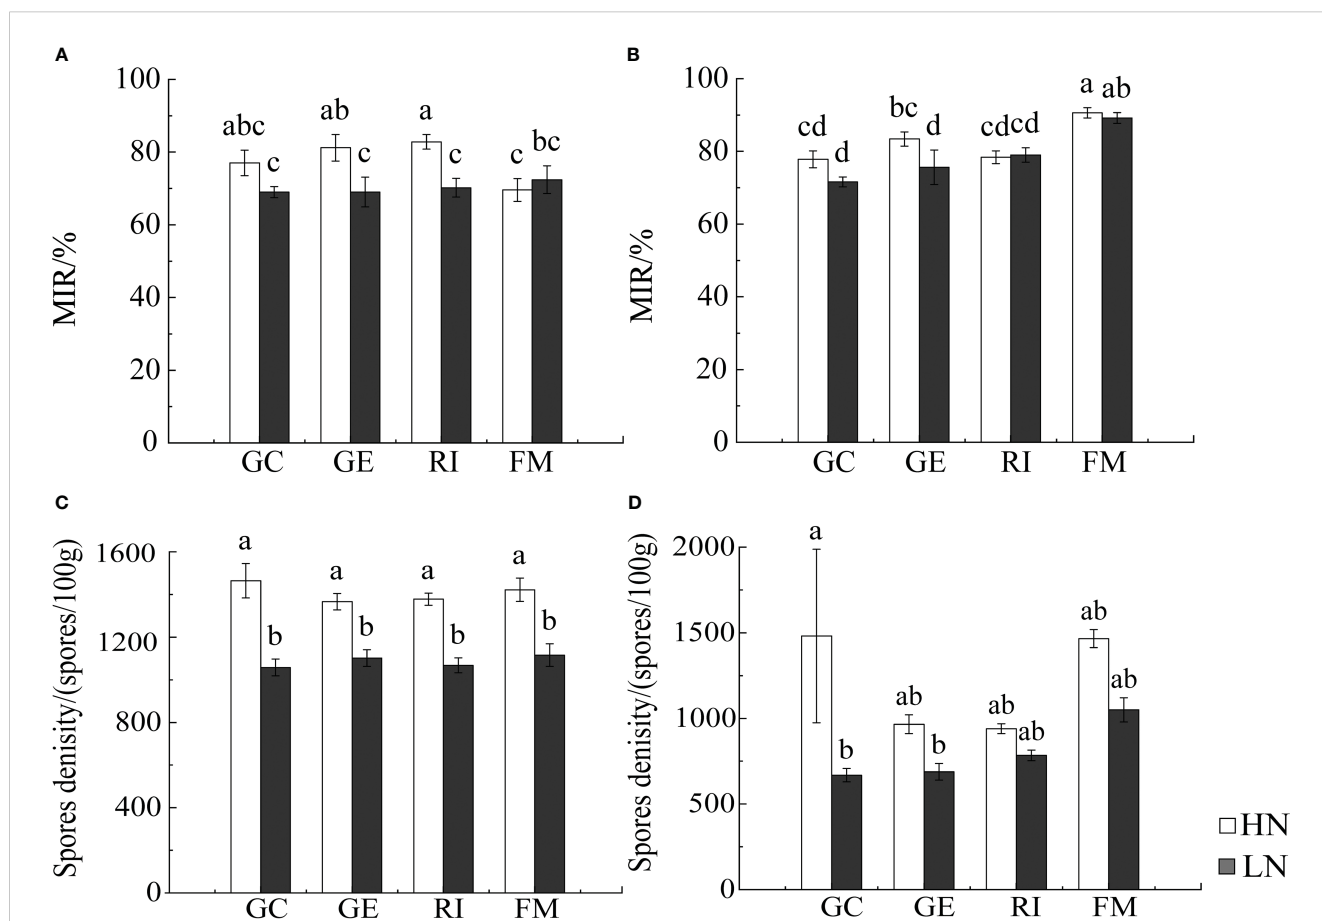 A
100
80
60
40
20
0
MIR/%
abc
c
ab
c
a
c
c
bc
GC GE RI FM
B
100
80
60
40
20
0
MIR/%
cd
d
bc
d
cd
cd
a
ab
GC GE RI FM
C
1600
1200
800
400
0
Spores denisity/(spores/100g)
a
b
a
b
a
b
a
b
GC GE RI FM
D
2000
1500
1000
500
0
Spores denisity/(spores/100g)
a
b
ab
b
ab
ab
ab
ab
GC GE RI FM
HN
LN